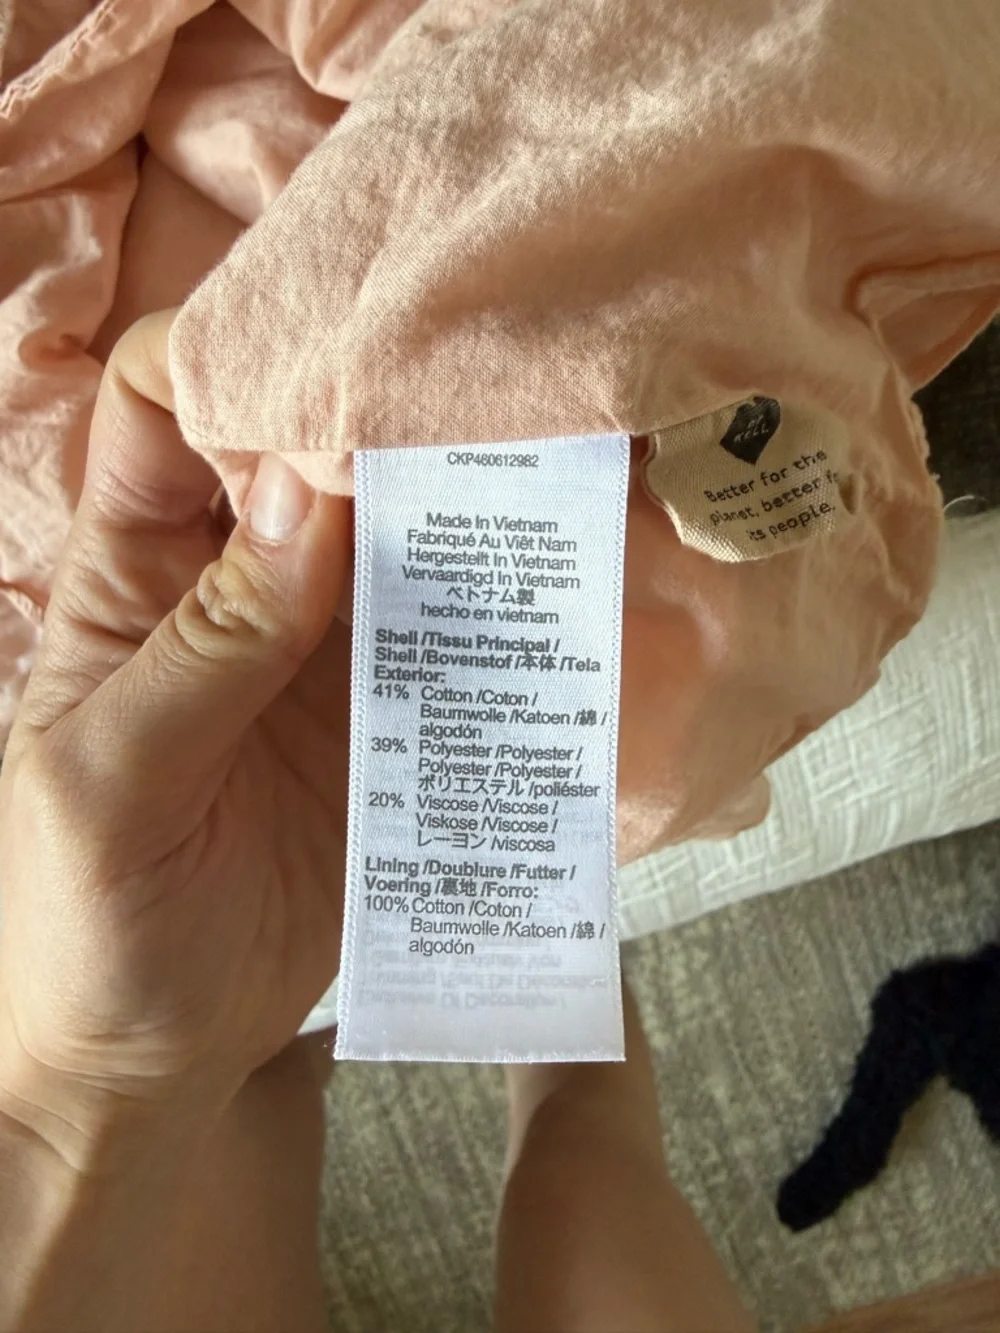 CKP460612982
Made In Vietnam
Fabriqué Au Viêt Nam
Hergestellt In Vietnam
Vervaardigd In Vietnam
ベトナム製
hecho en vietnam
Shell /Tissu Principal /
Shell /Bovenstof /本体 /Tela
Exterior:
41% Cotton /Coton /
Baumwolle /Katoen /綿 /
algodón
39% Polyester /Polyester /
Polyester /Polyester /
ポリエステル /poliéster
20% Viscose /Viscose /
Viskose /Viscose /
レーヨン /viscosa
Lining /Doublure /Futter /
Voering /裏地 /Forro:
100% Cotton /Coton /
Baumwolle /Katoen /綿 /
algodón
WELL
Better for the
planet, better
its people.